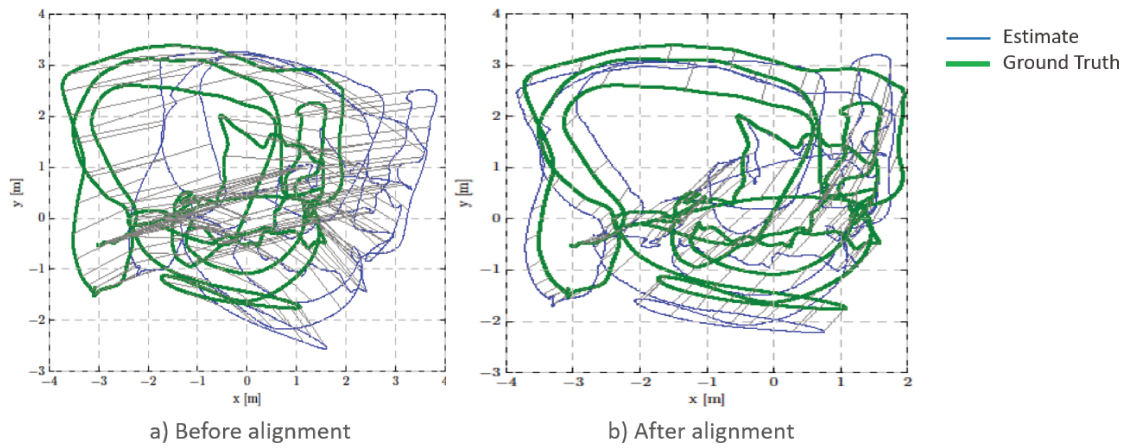 4
3
2
1
0
−1
−2
−3
y [m]
−4 −3 −2 −1 0 1 2 3 4
x [m]
a) Before alignment
4
3
2
1
0
−1
−2
−3
y [m]
−4 −3 −2 −1 0 1 2
x [m]
b) After alignment
Estimate
Ground Truth